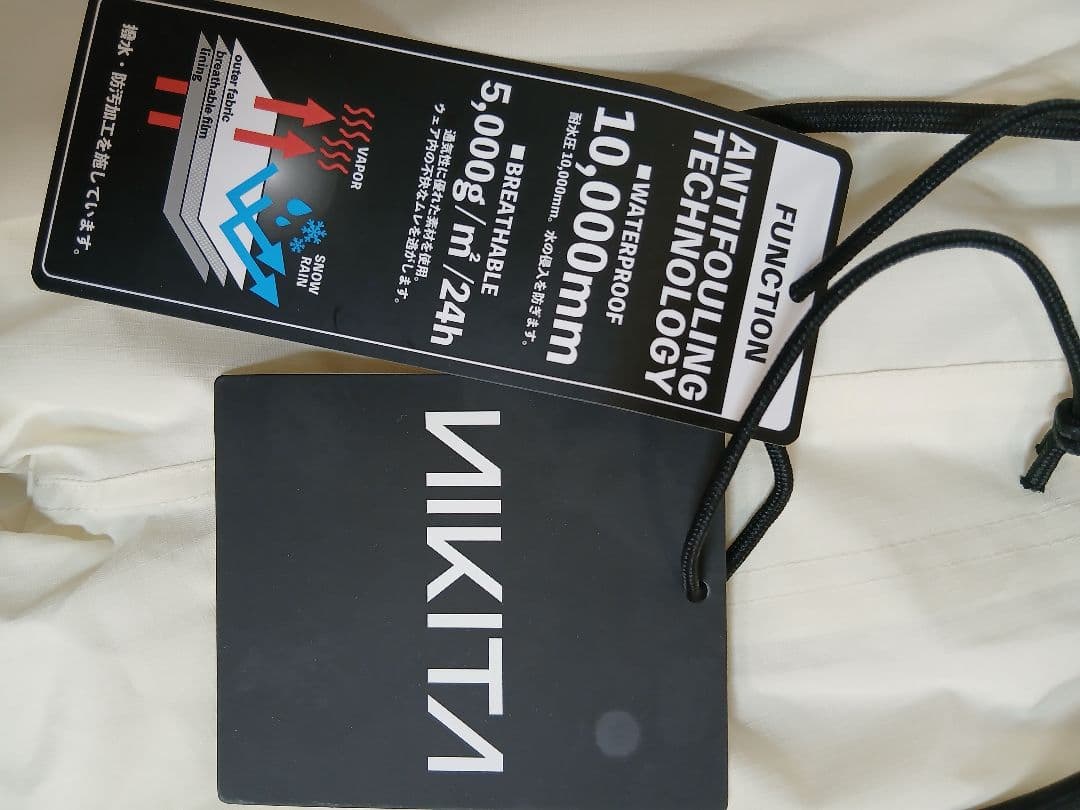 FUNCTION
ANTIFOULING
TECHNOLOGY
■WATERPROOF
10,000mm
耐水圧 10,000mm。水の侵入を防ぎます。
■BREATHABLE
5,000g/㎡/24h
通気性に優れた素材を使用。
ウェア内の不快なムレを逃がします。
VAPOR
SNOW
RAIN
outer fabric
breathable film
lining
撥水・防汚加工を施しています。
ИIKITΛ